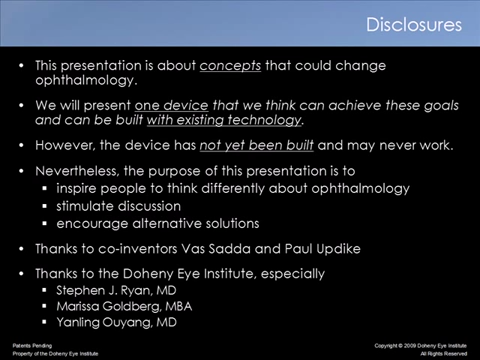 Disclosures
• This presentation is about concepts that could change
ophthalmology.
• We will present one device that we think can achieve these goals
and can be built with existing technology.
• However, the device has not yet been built and may never work.
• Nevertheless, the purpose of this presentation is to
▪ inspire people to think differently about ophthalmology
▪ stimulate discussion
▪ encourage alternative solutions
• Thanks to co-inventors Vas Sadda and Paul Updike
• Thanks to the Doheny Eye Institute, especially
▪ Stephen J. Ryan, MD
▪ Marissa Goldberg, MBA
▪ Yanling Ouyang, MD
Patents Pending
Property of the Doheny Eye Institute
Copyright © 2009 Doheny Eye Institute
All Rights Reserved